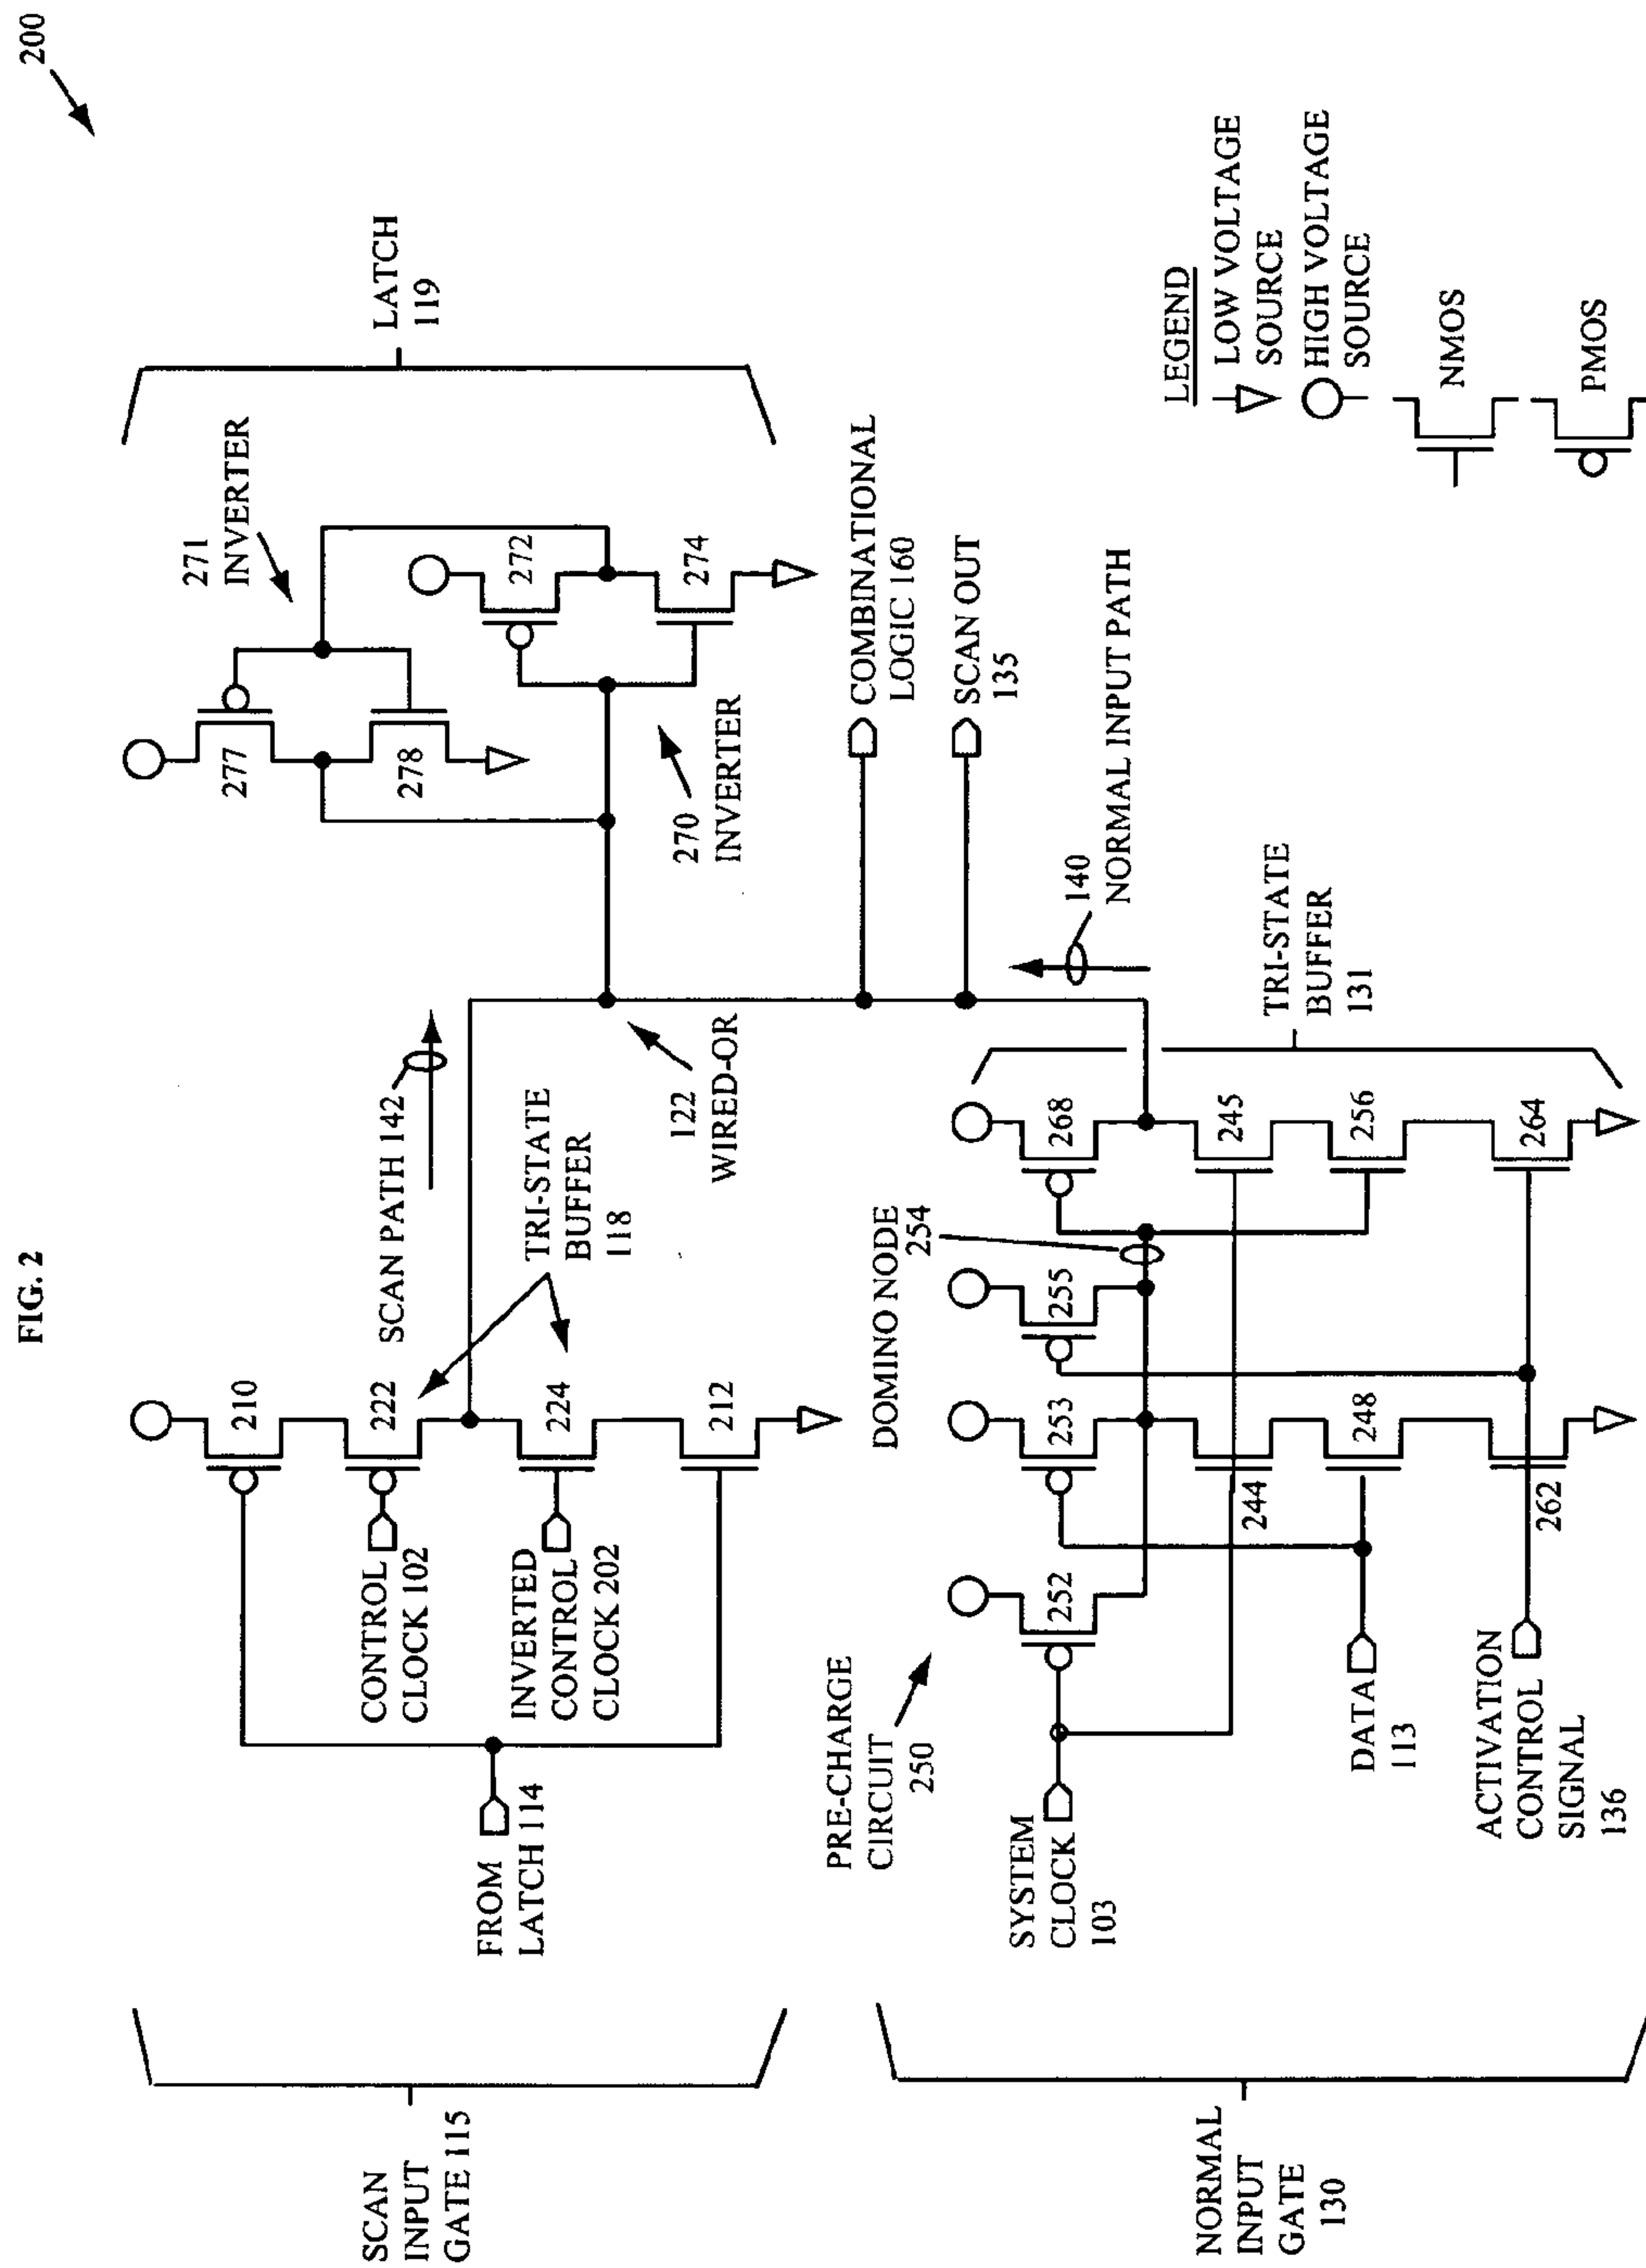 FIG. 2
200
SCAN
INPUT
GATE 115
FROM
LATCH 114
CONTROL
CLOCK 102
INVERTED
CONTROL
CLOCK 202
210
222
224
212
SCAN PATH 142
TRI-STATE
BUFFER
118
122
WIRED-OR
271
INVERTER
277
278
272
274
270
INVERTER
LATCH
119
COMBINATIONAL
LOGIC 160
SCAN OUT
135
140
NORMAL INPUT PATH
NORMAL
INPUT
GATE
130
PRE-CHARGE
CIRCUIT
250
SYSTEM
CLOCK
103
DATA
113
ACTIVATION
CONTROL
SIGNAL
136
DOMINO NODE
254
252
253
255
244
248
262
268
245
256
264
TRI-STATE
BUFFER
131
LEGEND
LOW VOLTAGE
SOURCE
HIGH VOLTAGE
SOURCE
NMOS
PMOS